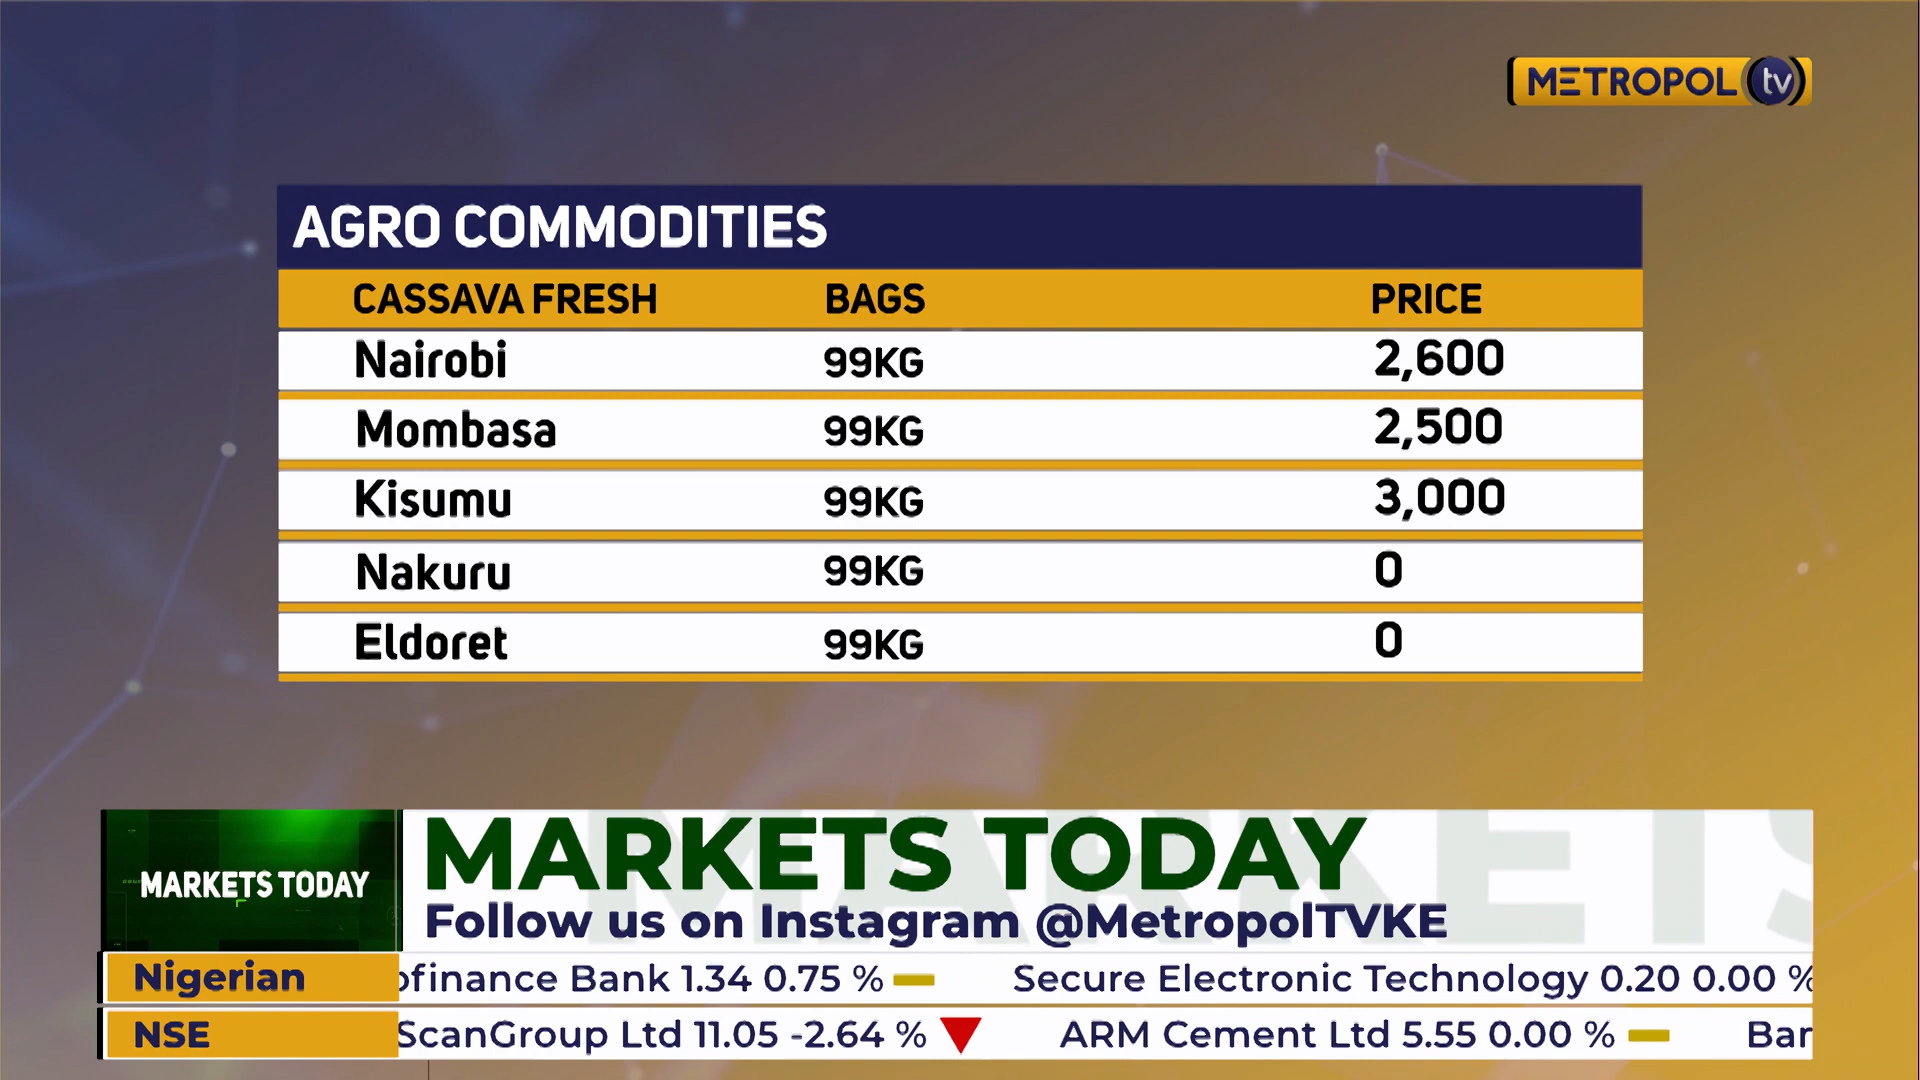 METROPOL tv
AGRO COMMODITIES
CASSAVA FRESH BAGS PRICE
Nairobi 99KG 2,600
Mombasa 99KG 2,500
Kisumu 99KG 3,000
Nakuru 99KG 0
Eldoret 99KG 0
MARKETS TODAY
MARKETS TODAY
Follow us on Instagram @MetropolTVKE
Nigerian ofinance Bank 1.34 0.75 % Secure Electronic Technology 0.20 0.00 %
NSE ScanGroup Ltd 11.05 -2.64 % ARM Cement Ltd 5.55 0.00 % Bar